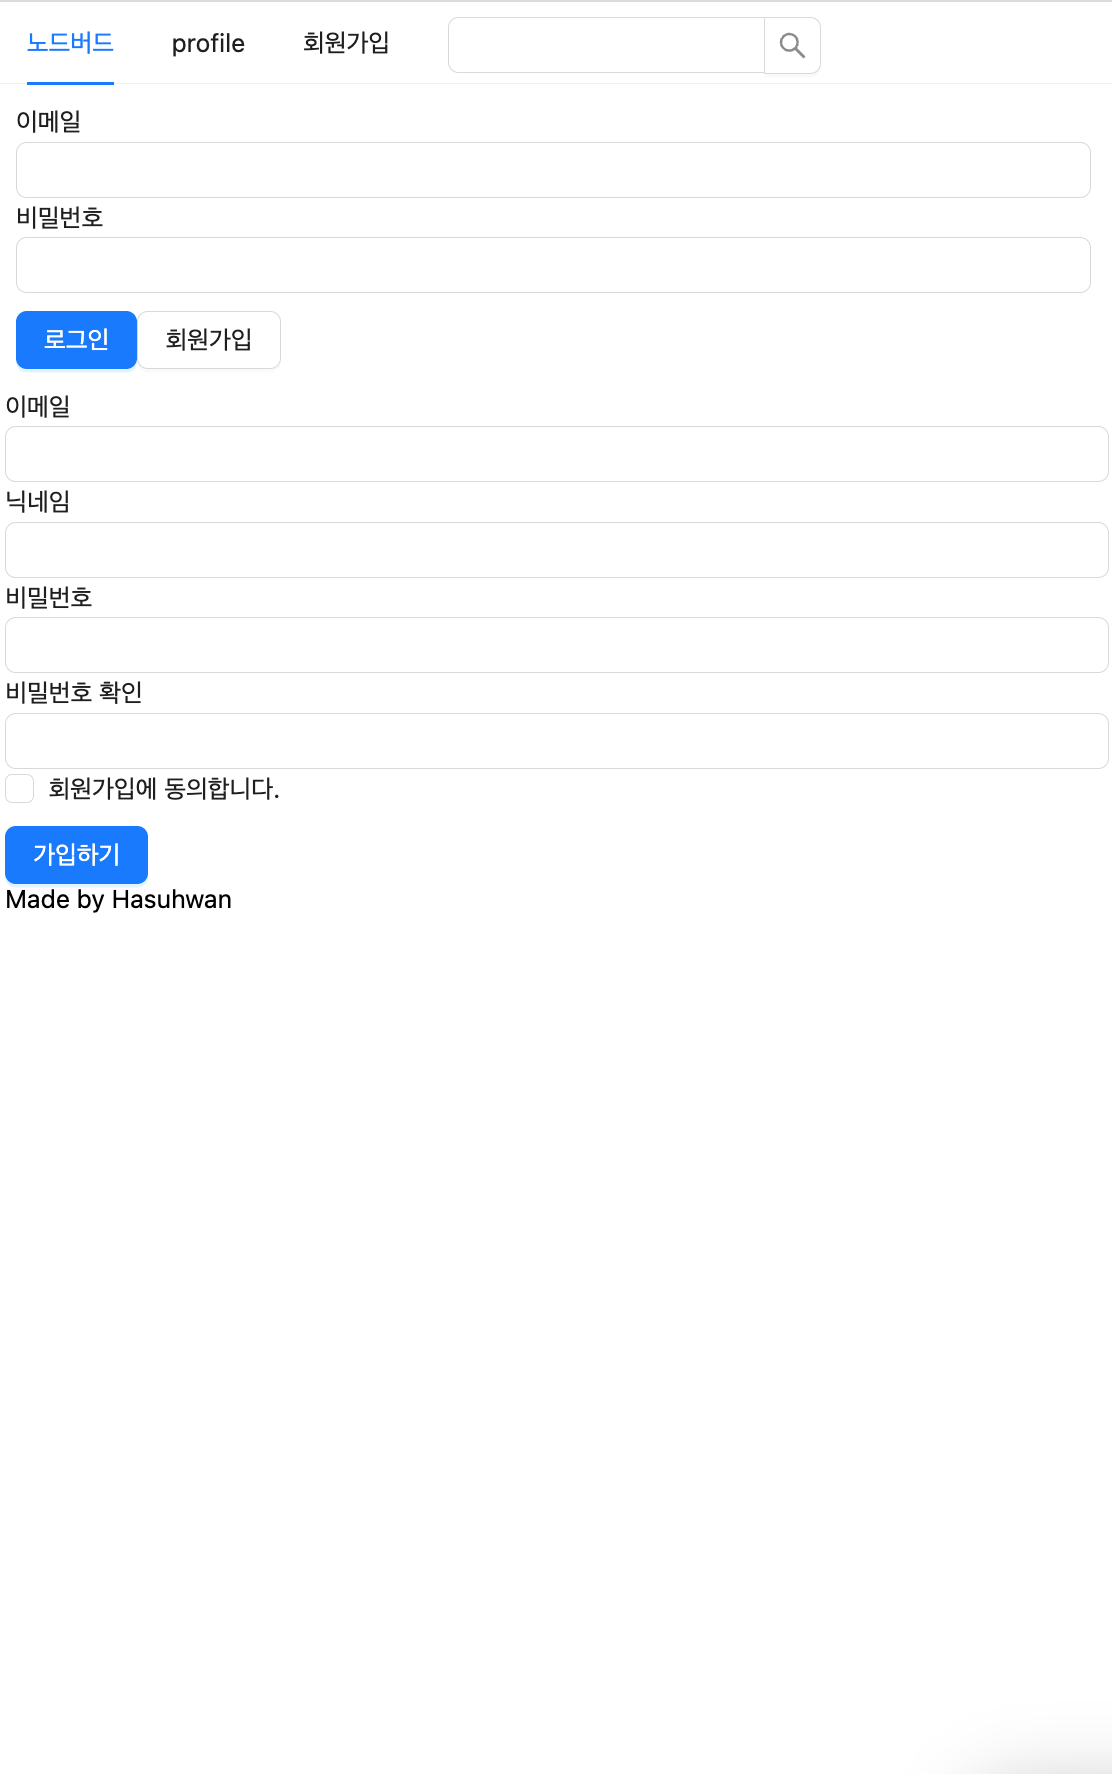 노드버드 profile 회원가입
이메일
비밀번호
로그인 회원가입
이메일
닉네임
비밀번호
비밀번호 확인
회원가입에 동의합니다.
가입하기
Made by Hasuhwan